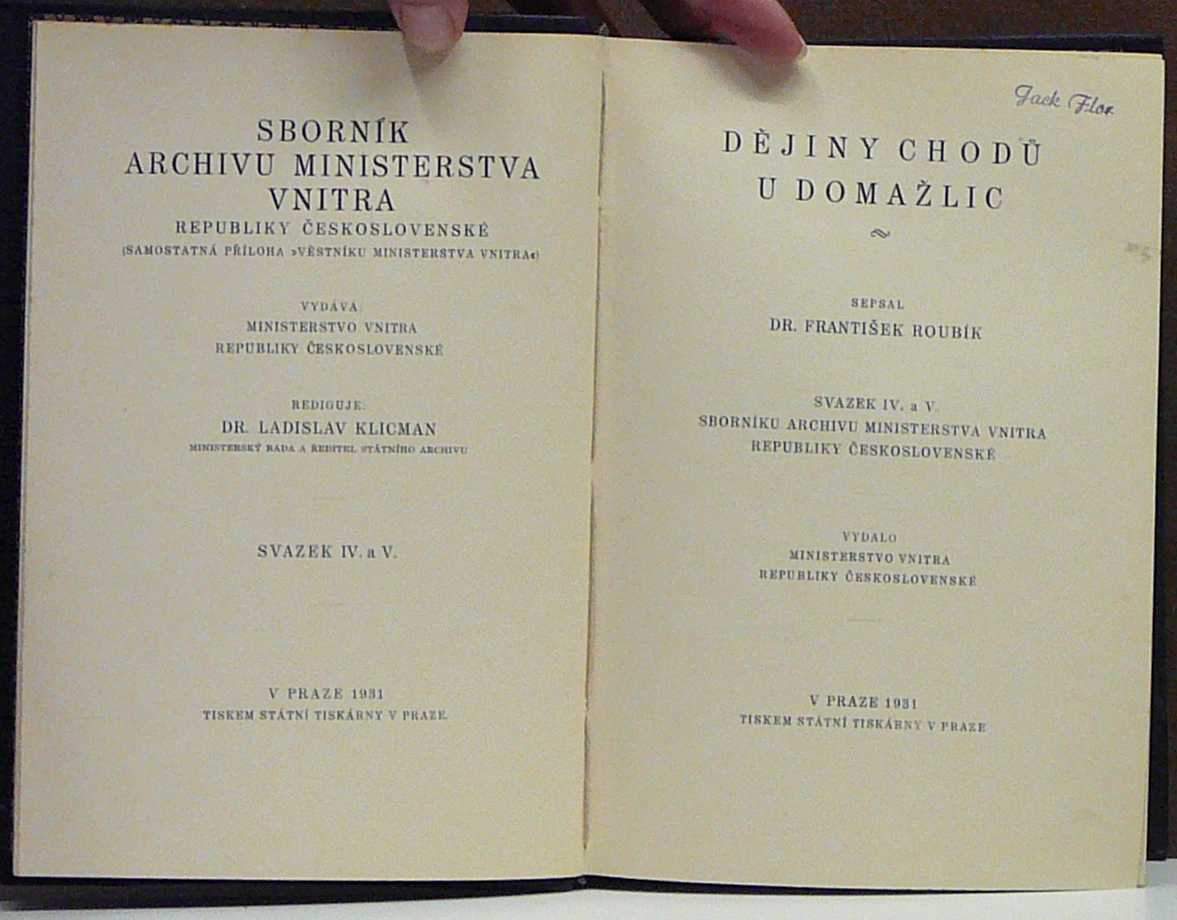 SBORNÍK
ARCHIVU MINISTERSTVA
VNITRA
REPUBLIKY ČESKOSLOVENSKÉ
(SAMOSTATNÁ PŘÍLOHA »VĚSTNÍKU MINISTERSTVA VNITRA«)
VYDÁVÁ:
MINISTERSTVO VNITRA
REPUBLIKY ČESKOSLOVENSKÉ
REDIGUJE:
DR. LADISLAV KLICMAN
MINISTERSKÝ RADA A ŘEDITEL STÁTNÍHO ARCHIVU
SVAZEK IV. a V.
V PRAZE 1931
TISKEM STÁTNÍ TISKÁRNY V PRAZE.
Jack Flor
DĚJINY CHODŮ
U DOMAŽLIC
SEPSAL
DR. FRANTIŠEK ROUBÍK
SVAZEK IV. a V.
SBORNÍKU ARCHIVU MINISTERSTVA VNITRA
REPUBLIKY ČESKOSLOVENSKÉ
VYDALO
MINISTERSTVO VNITRA
REPUBLIKY ČESKOSLOVENSKÉ
V PRAZE 1931
TISKEM STÁTNÍ TISKÁRNY V PRAZE